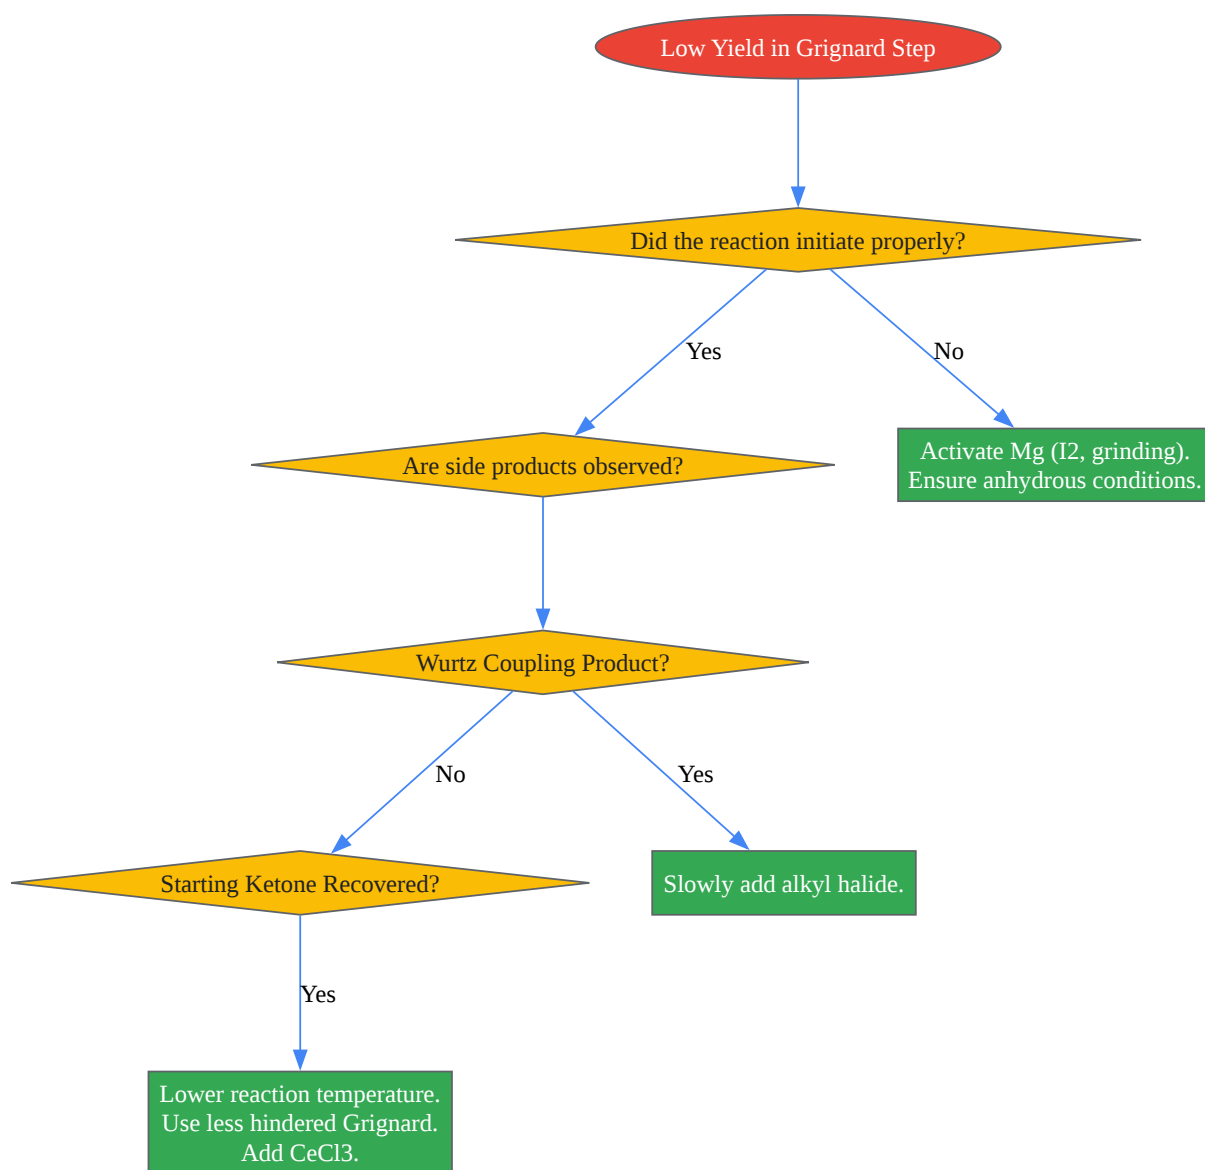 Low Yield in Grignard Step
Did the reaction initiate properly?
Yes
No
Are side products observed?
Activate Mg (I2, grinding).
Ensure anhydrous conditions.
Wurtz Coupling Product?
No
Yes
Starting Ketone Recovered?
Slowly add alkyl halide.
Yes
Lower reaction temperature.
Use less hindered Grignard.
Add CeCl3.